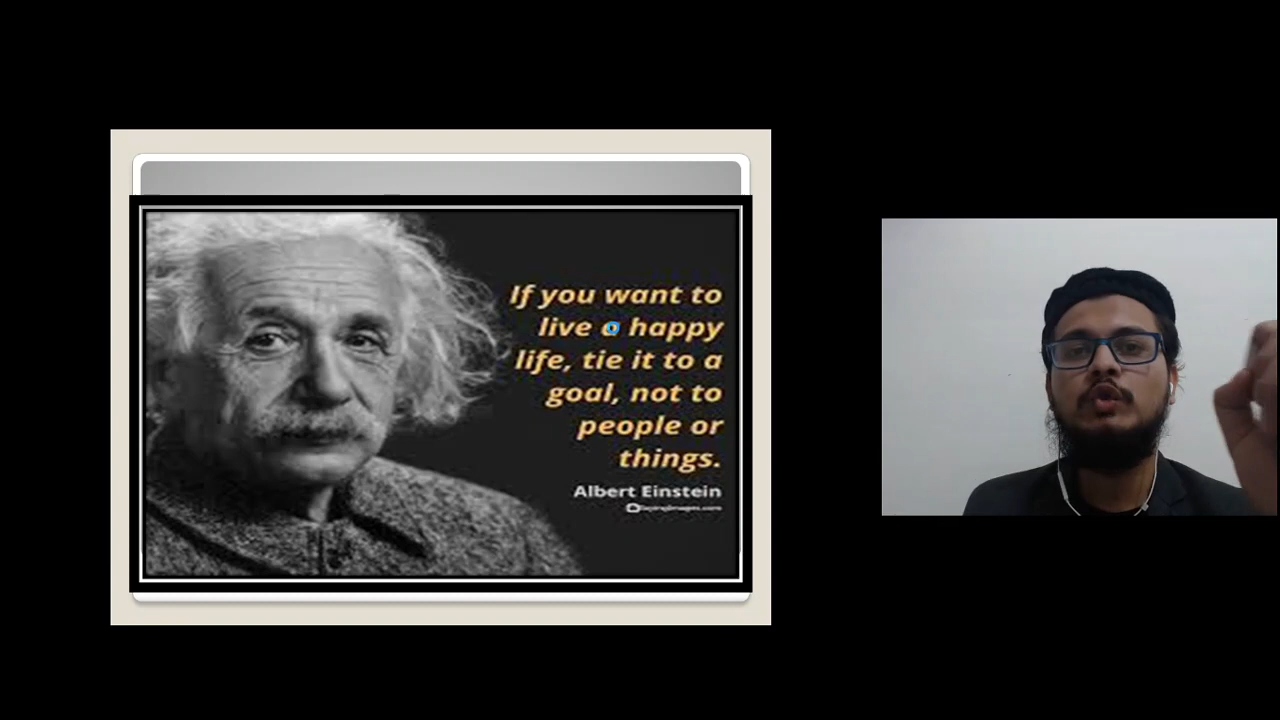 If you want to
live a happy
life, tie it to a
goal, not to
people or
things.
Albert Einstein